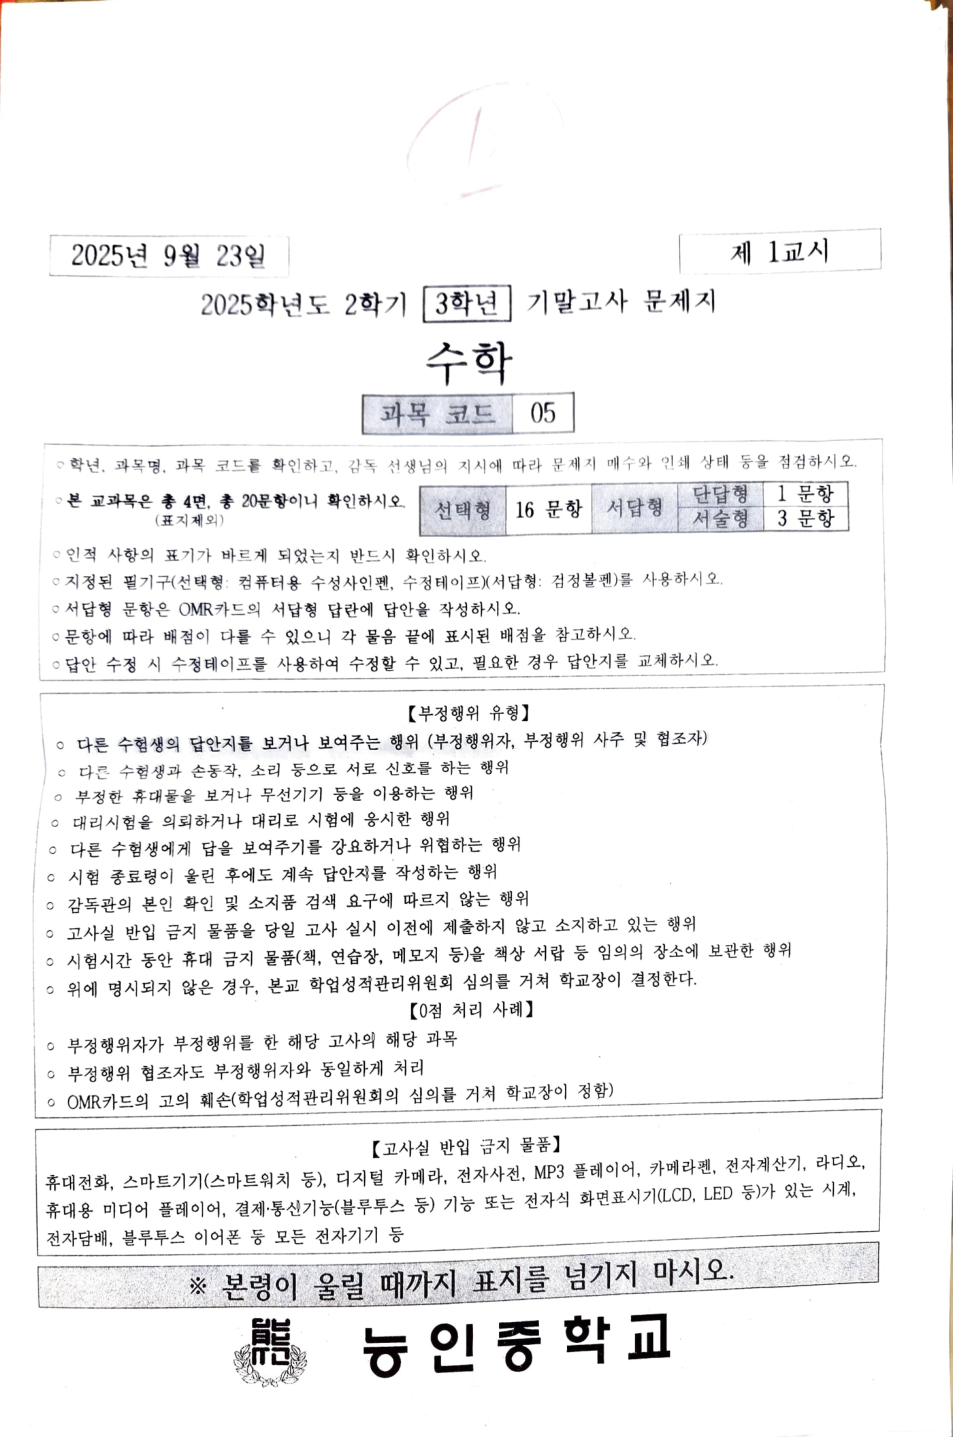 2025년 9월 23일
제 1교시
2025학년도 2학기 3학년 기말고사 문제지
수학
과목 코드 05
○ 학년, 과목명, 과목 코드를 확인하고, 감독 선생님의 지시에 따라 문제지 매수와 인쇄 상태 등을 점검하시오.
○ 본 교과목은 총 4면, 총 20문항이니 확인하시오.
(표지제외)
선택형 16 문항 서답형 단답형 1 문항
서술형 3 문항
○ 인적 사항의 표기가 바르게 되었는지 반드시 확인하시오.
○ 지정된 필기구(선택형: 컴퓨터용 수성사인펜, 수정테이프)(서답형: 검정볼펜)를 사용하시오.
○ 서답형 문항은 OMR카드의 서답형 답란에 답안을 작성하시오.
○ 문항에 따라 배점이 다를 수 있으니 각 물음 끝에 표시된 배점을 참고하시오.
○ 답안 수정 시 수정테이프를 사용하여 수정할 수 있고, 필요한 경우 답안지를 교체하시오.
【부정행위 유형】
○ 다른 수험생의 답안지를 보거나 보여주는 행위 (부정행위자, 부정행위 사주 및 협조자)
○ 다른 수험생과 손동작, 소리 등으로 서로 신호를 하는 행위
○ 부정한 휴대물을 보거나 무선기기 등을 이용하는 행위
○ 대리시험을 의뢰하거나 대리로 시험에 응시한 행위
○ 다른 수험생에게 답을 보여주기를 강요하거나 위협하는 행위
○ 시험 종료령이 울린 후에도 계속 답안지를 작성하는 행위
○ 감독관의 본인 확인 및 소지품 검색 요구에 따르지 않는 행위
○ 고사실 반입 금지 물품을 당일 고사 실시 이전에 제출하지 않고 소지하고 있는 행위
○ 시험시간 동안 휴대 금지 물품(책, 연습장, 메모지 등)을 책상 서랍 등 임의의 장소에 보관한 행위
○ 위에 명시되지 않은 경우, 본교 학업성적관리위원회 심의를 거쳐 학교장이 결정한다.
【0점 처리 사례】
○ 부정행위자가 부정행위를 한 해당 고사의 해당 과목
○ 부정행위 협조자도 부정행위자와 동일하게 처리
○ OMR카드의 고의 훼손(학업성적관리위원회의 심의를 거쳐 학교장이 정함)
【고사실 반입 금지 물품】
휴대전화, 스마트기기(스마트워치 등), 디지털 카메라, 전자사전, MP3 플레이어, 카메라펜, 전자계산기, 라디오,
휴대용 미디어 플레이어, 결제·통신기능(블루투스 등) 기능 또는 전자식 화면표시기(LCD, LED 등)가 있는 시계,
전자담배, 블루투스 이어폰 등 모든 전자기기 등
※ 본령이 울릴 때까지 표지를 넘기지 마시오.
능인중학교